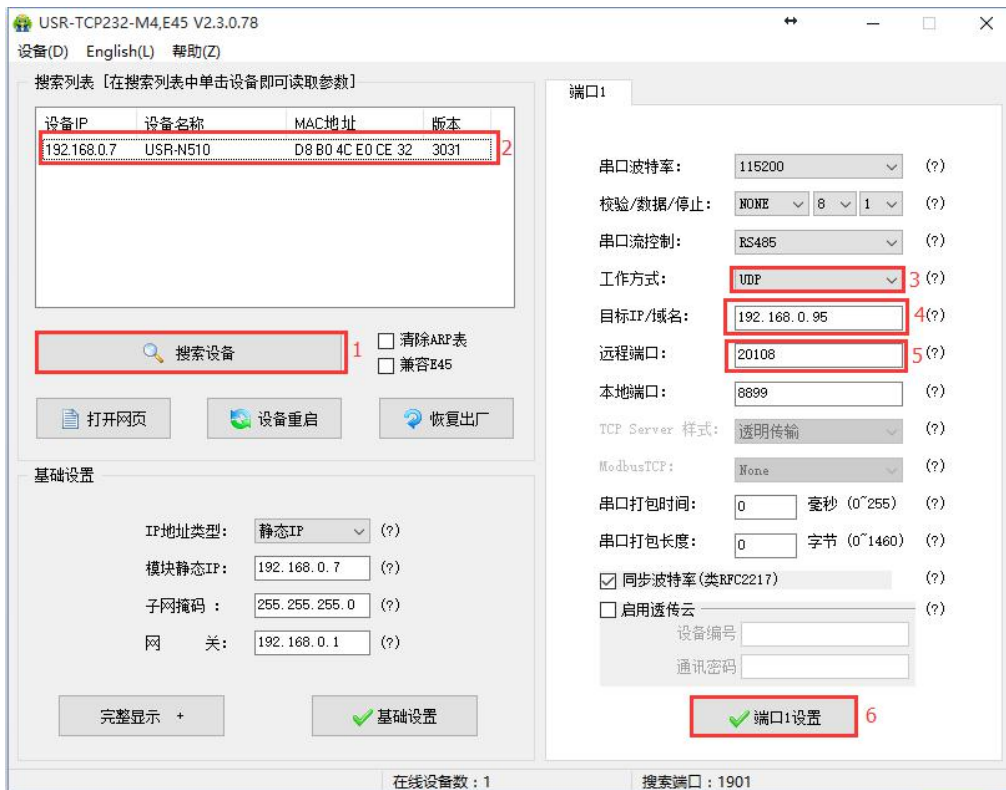 USR-TCP232-M4,E45 V2.3.0.78
设备(D) English(L) 帮助(Z)
搜索列表 [在搜索列表中单击设备即可读取参数]
设备IP 设备名称 MAC地址 版本
192.168.0.7 USR-N510 D8 B0 4C E0 CE 32 3031 2
搜索设备 1
清除ARP表
兼容E45
打开网页 设备重启 恢复出厂
基础设置
IP地址类型: 静态IP (?)
模块静态IP: 192.168.0.7 (?)
子网掩码 : 255.255.255.0 (?)
网 关: 192.168.0.1 (?)
完整显示 + 基础设置
端口1
串口波特率: 115200 (?)
校验/数据/停止: NONE 8 1 (?)
串口流控制: RS485 (?)
工作方式: UDP 3 (?)
目标IP/域名: 192.168.0.95 4 (?)
远程端口: 20108 5 (?)
本地端口: 8899 (?)
TCP Server 样式: 透明传输 (?)
ModbusTCP: None (?)
串口打包时间: 0 毫秒 (0~255) (?)
串口打包长度: 0 字节 (0~1460) (?)
同步波特率(类RFC2217) (?)
启用透传云 (?)
设备编号
通讯密码
端口1设置 6
在线设备数：1 搜索端口：1901